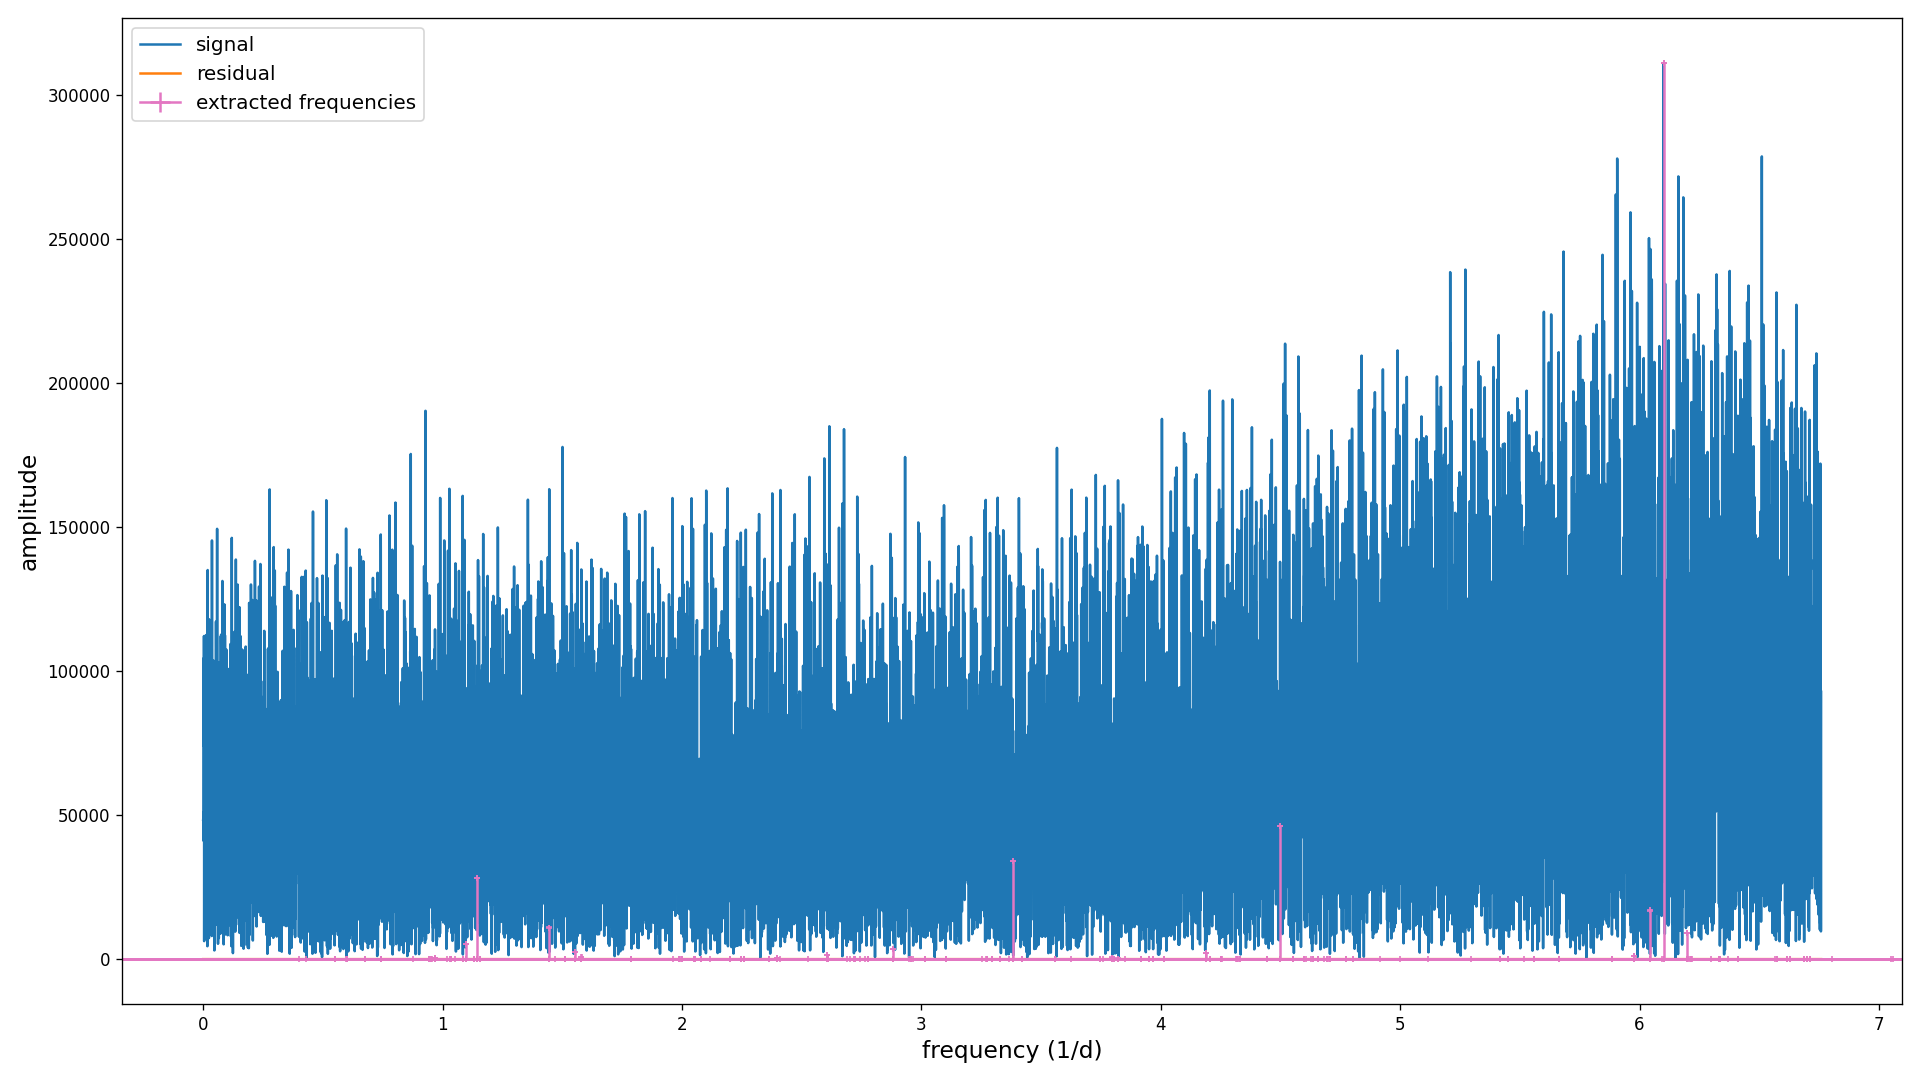 signal
residual
extracted frequencies
300000
250000
200000
150000
100000
50000
0
amplitude
0 1 2 3 4 5 6 7
frequency (1/d)